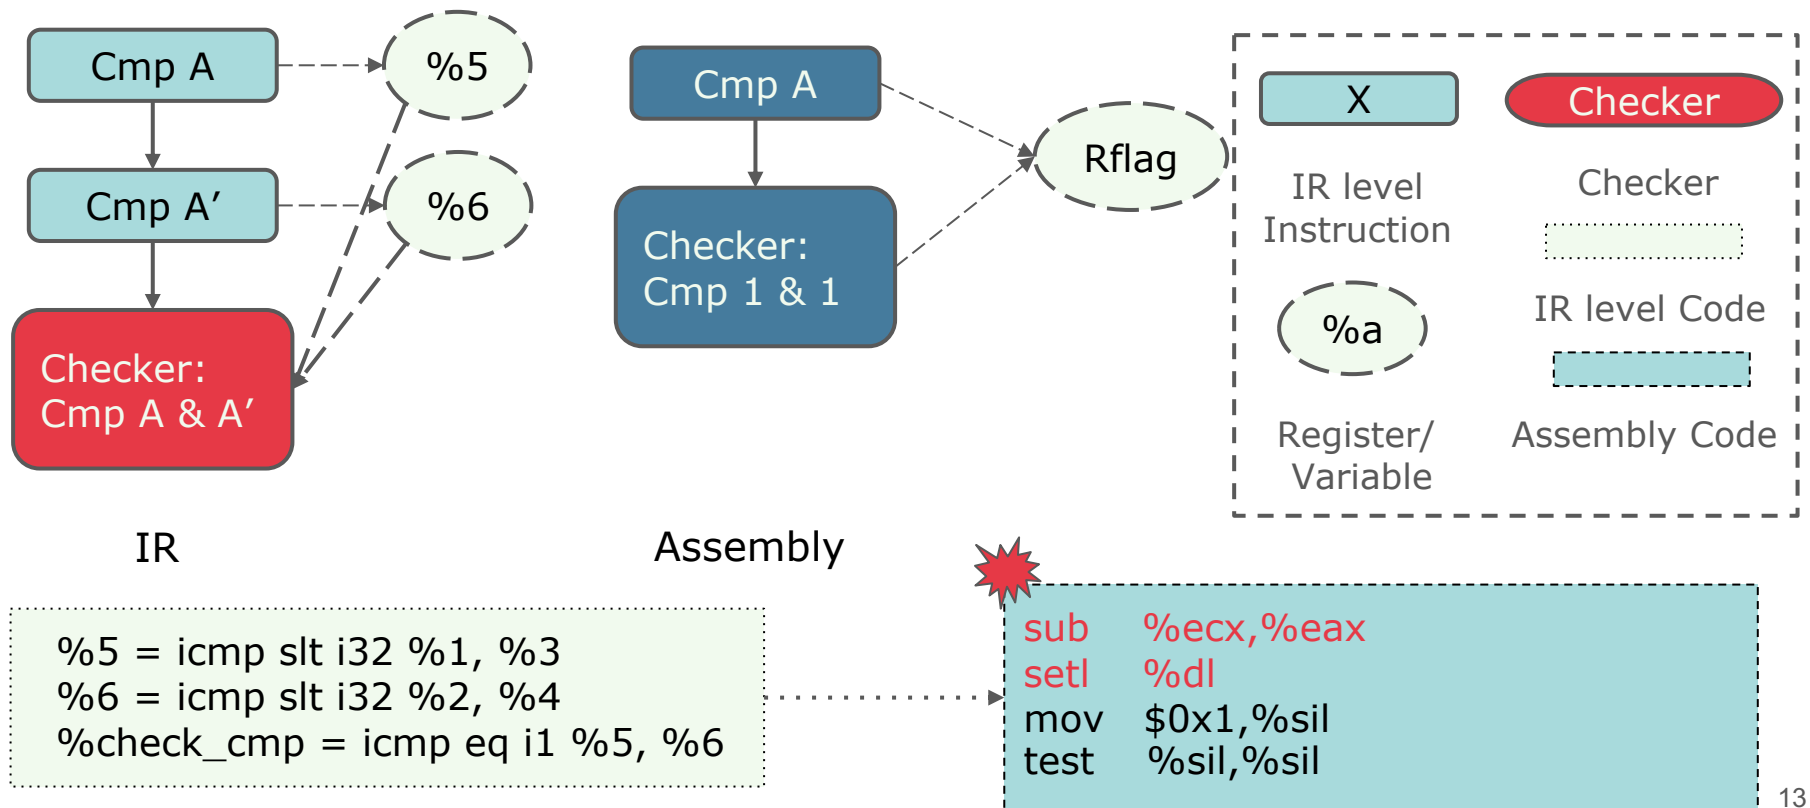 Cmp A
%5
Cmp A′
%6
Checker:
Cmp A & A′
IR
Cmp A
Rflag
Checker:
Cmp 1 & 1
Assembly
X
Checker
IR level
Instruction
Checker
%a
IR level Code
Register/
Variable
Assembly Code
%5 = icmp slt i32 %1, %3
%6 = icmp slt i32 %2, %4
%check_cmp = icmp eq i1 %5, %6
sub %ecx,%eax
setl %dl
mov $0x1,%sil
test %sil,%sil
13